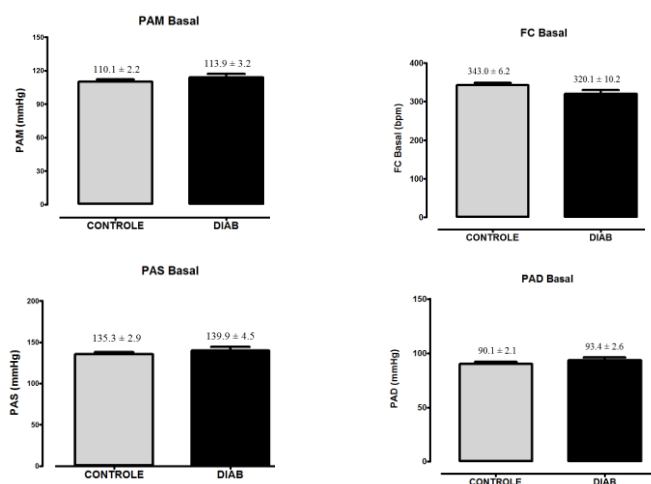 PAM Basal
150
120
90
60
30
0
PAM (mmHg)
110.1 ± 2.2
113.9 ± 3.2
CONTROLE
DIAB
FC Basal
400
300
200
100
0
FC Basal (bpm)
343.0 ± 6.2
320.1 ± 10.2
CONTROLE
DIAB
PAS Basal
200
150
100
50
0
PAS (mmHg)
135.3 ± 2.9
139.9 ± 4.5
CONTROLE
DIAB
PAD Basal
150
100
50
0
PAD (mmHg)
90.1 ± 2.1
93.4 ± 2.6
CONTROLE
DIAB